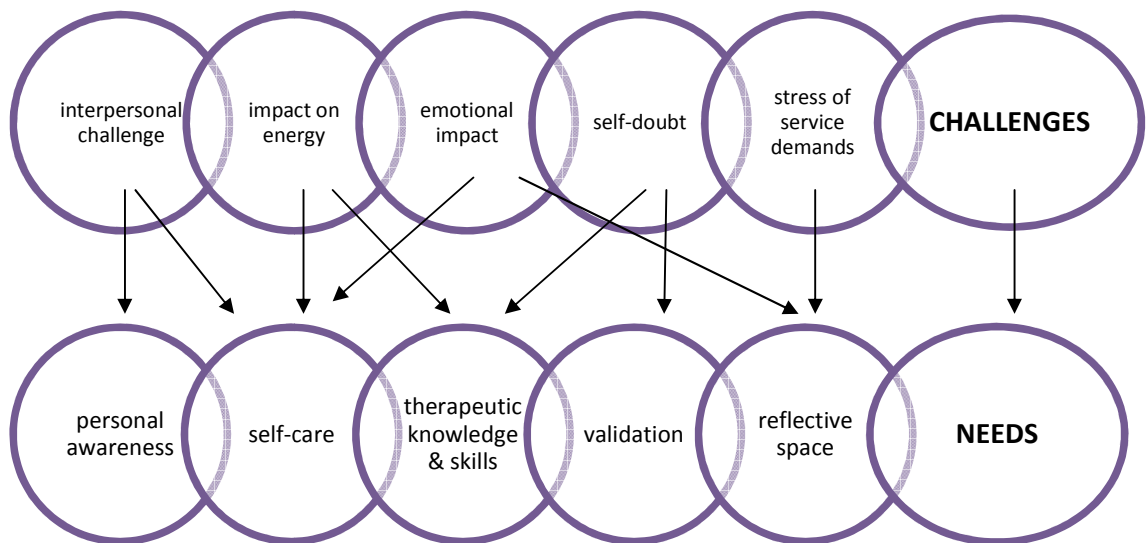 interpersonal
challenge
impact on
energy
emotional
impact
self-doubt
stress of
service
demands
CHALLENGES
personal
awareness
self-care
therapeutic
knowledge
& skills
validation
reflective
space
NEEDS